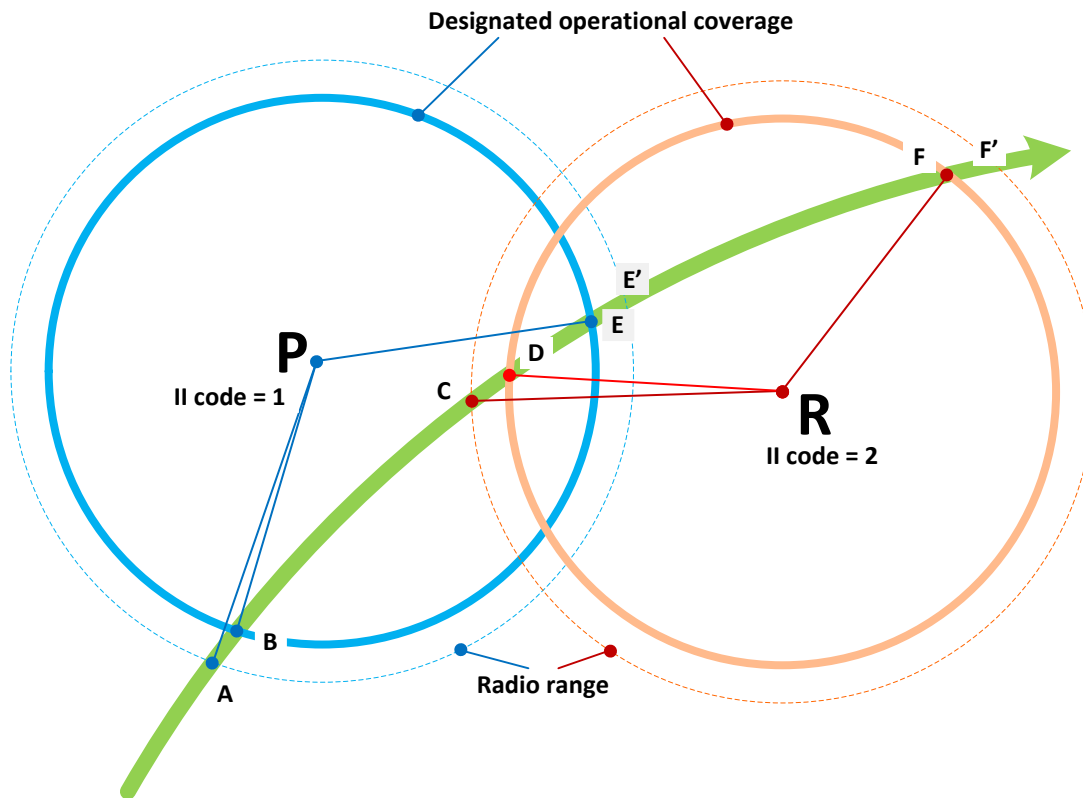 Designated operational coverage
F
F’
E’
E
D
P
C
II code = 1
R
II code = 2
B
A
Radio range